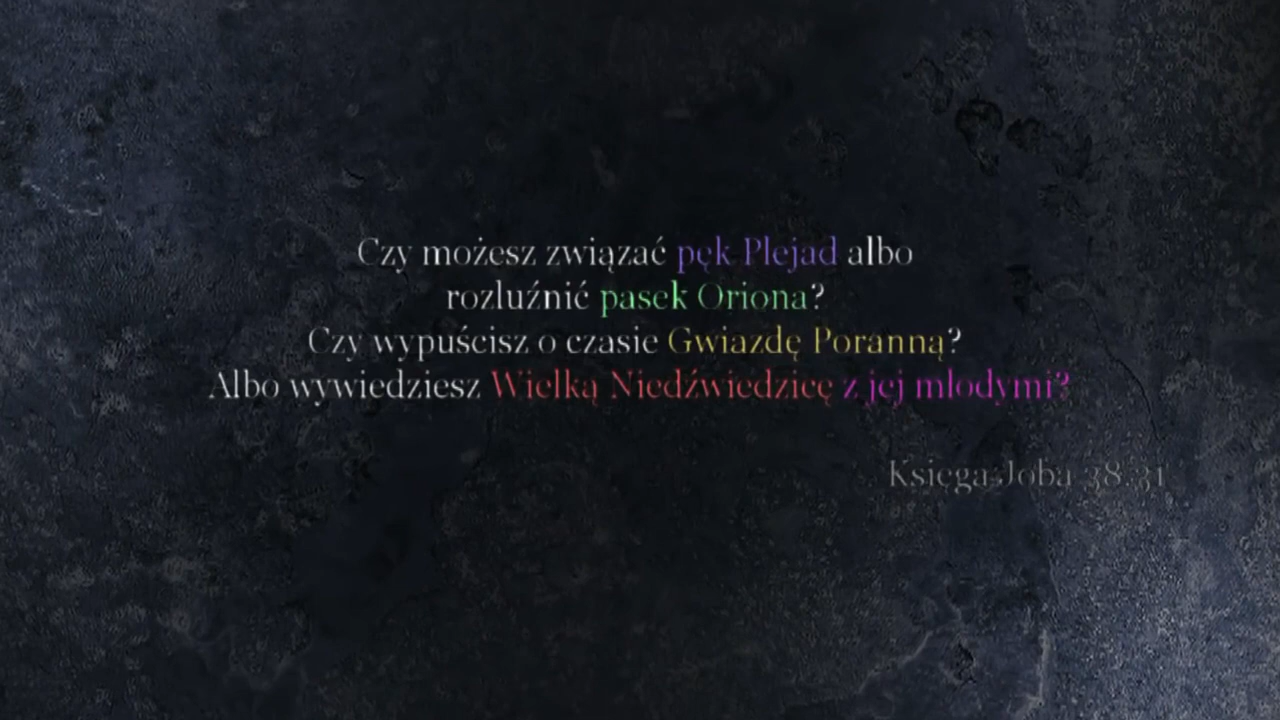 Czy możesz związać pęk Plejad albo
rozluźnić pasek Oriona?
Czy wypuścisz o czasie Gwiazdę Poranną?
Albo wywiedziesz Wielką Niedźwiedzicę z jej młodymi?
Księga Joba 38:31